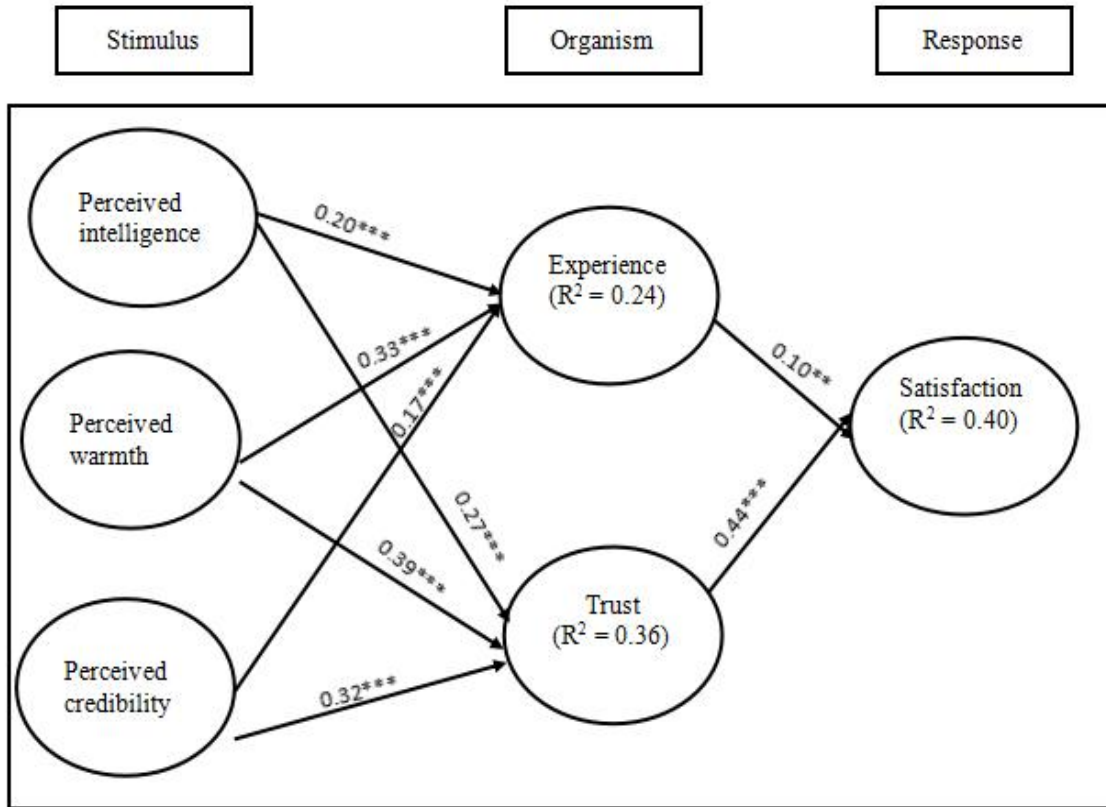 Stimulus
Organism
Response
Perceived
intelligence
0.20***
Experience
(R² = 0.24)
0.33***
0.17***
0.10**
Perceived
warmth
Satisfaction
(R² = 0.40)
0.27***
0.39***
0.44***
Trust
(R² = 0.36)
Perceived
credibility
0.32***